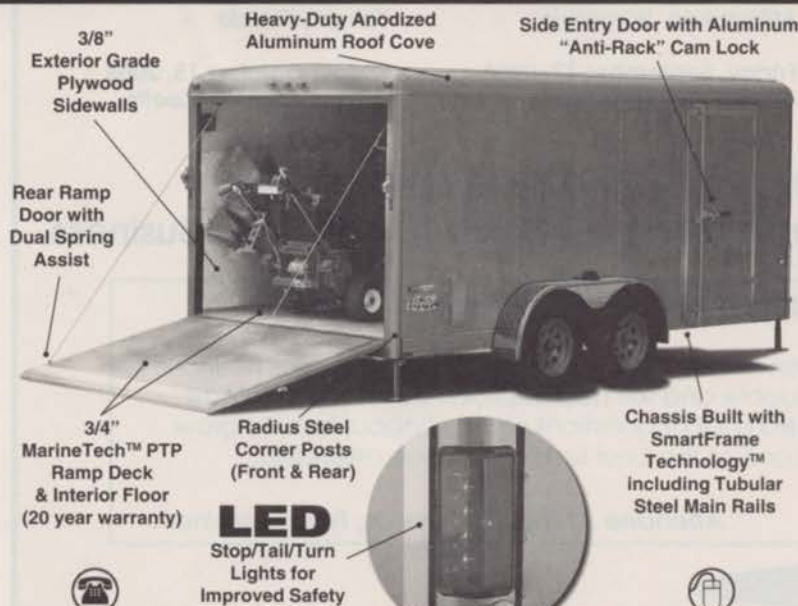 Heavy-Duty Anodized
Aluminum Roof Cove
Side Entry Door with Aluminum
“Anti-Rack” Cam Lock
3/8”
Exterior Grade
Plywood
Sidewalls
Rear Ramp
Door with
Dual Spring
Assist
3/4”
MarineTech™ PTP
Ramp Deck
& Interior Floor
(20 year warranty)
Radius Steel
Corner Posts
(Front & Rear)
Chassis Built with
SmartFrame
Technology™
including Tubular
Steel Main Rails
LED
Stop/Tail/Turn
Lights for
Improved Safety